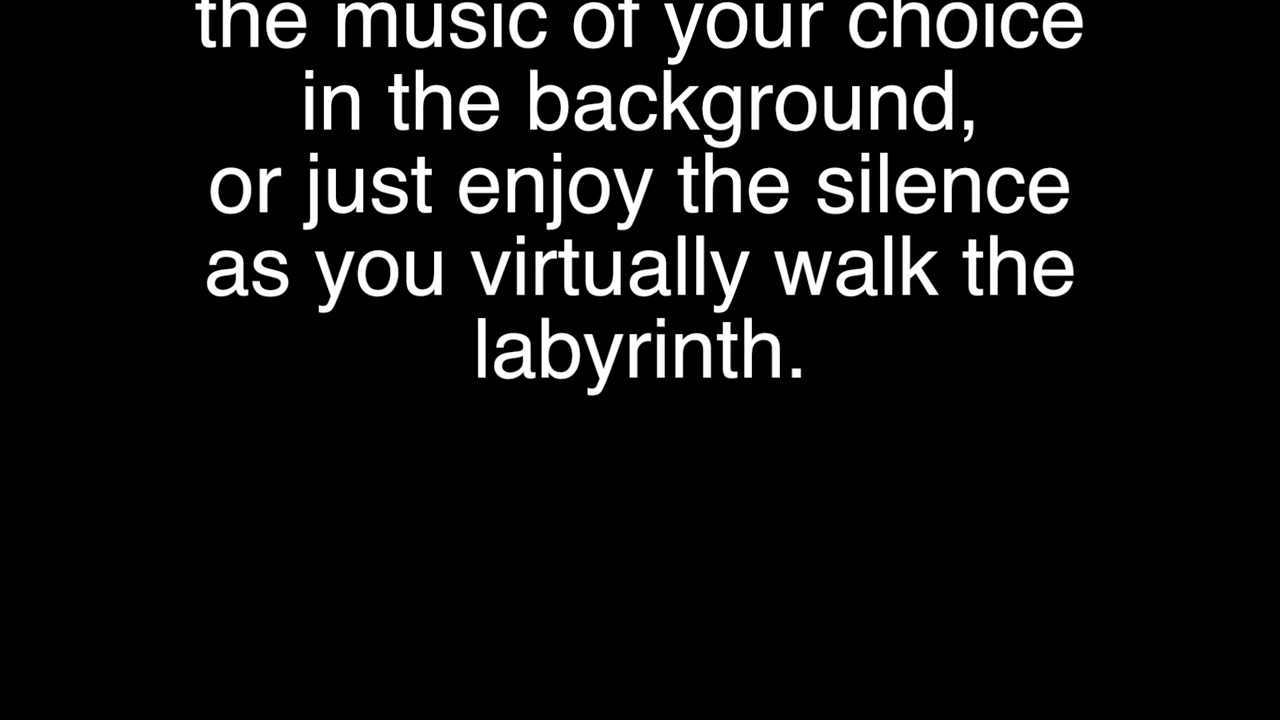 the music of your choice
in the background,
or just enjoy the silence
as you virtually walk the
labyrinth.